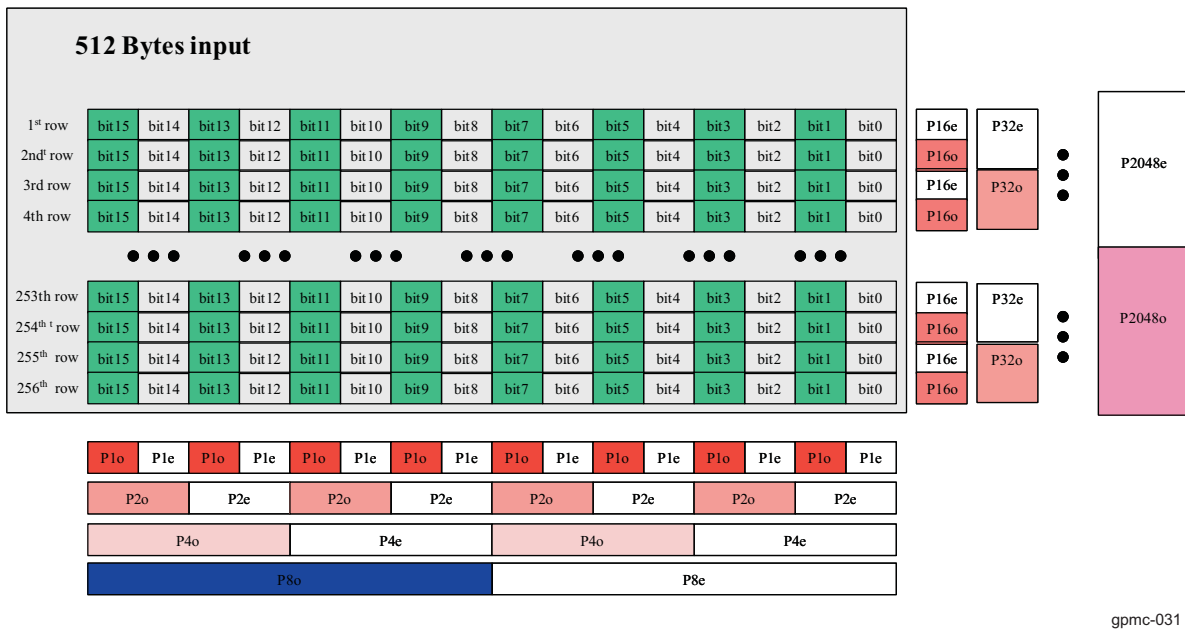 512 Bytes input
1st row bit15 bit14 bit13 bit12 bit11 bit10 bit9 bit8 bit7 bit6 bit5 bit4 bit3 bit2 bit1 bit0 P16e P32e
2ndt row bit15 bit14 bit13 bit12 bit11 bit10 bit9 bit8 bit7 bit6 bit5 bit4 bit3 bit2 bit1 bit0 P16o
P2048e
3rd row bit15 bit14 bit13 bit12 bit11 bit10 bit9 bit8 bit7 bit6 bit5 bit4 bit3 bit2 bit1 bit0 P16e P32o
4th row bit15 bit14 bit13 bit12 bit11 bit10 bit9 bit8 bit7 bit6 bit5 bit4 bit3 bit2 bit1 bit0 P16o
253th row bit15 bit14 bit13 bit12 bit11 bit10 bit9 bit8 bit7 bit6 bit5 bit4 bit3 bit2 bit1 bit0 P16e P32e
254th t row bit15 bit14 bit13 bit12 bit11 bit10 bit9 bit8 bit7 bit6 bit5 bit4 bit3 bit2 bit1 bit0 P16o
P2048o
255th row bit15 bit14 bit13 bit12 bit11 bit10 bit9 bit8 bit7 bit6 bit5 bit4 bit3 bit2 bit1 bit0 P16e P32o
256th row bit15 bit14 bit13 bit12 bit11 bit10 bit9 bit8 bit7 bit6 bit5 bit4 bit3 bit2 bit1 bit0 P16o
P1o P1e P1o P1e P1o P1e P1o P1e P1o P1e P1o P1e P1o P1e P1o P1e
P2o P2e P2o P2e P2o P2e P2o P2e
P4o P4e P4o P4e
P8o P8e
gpmc-031